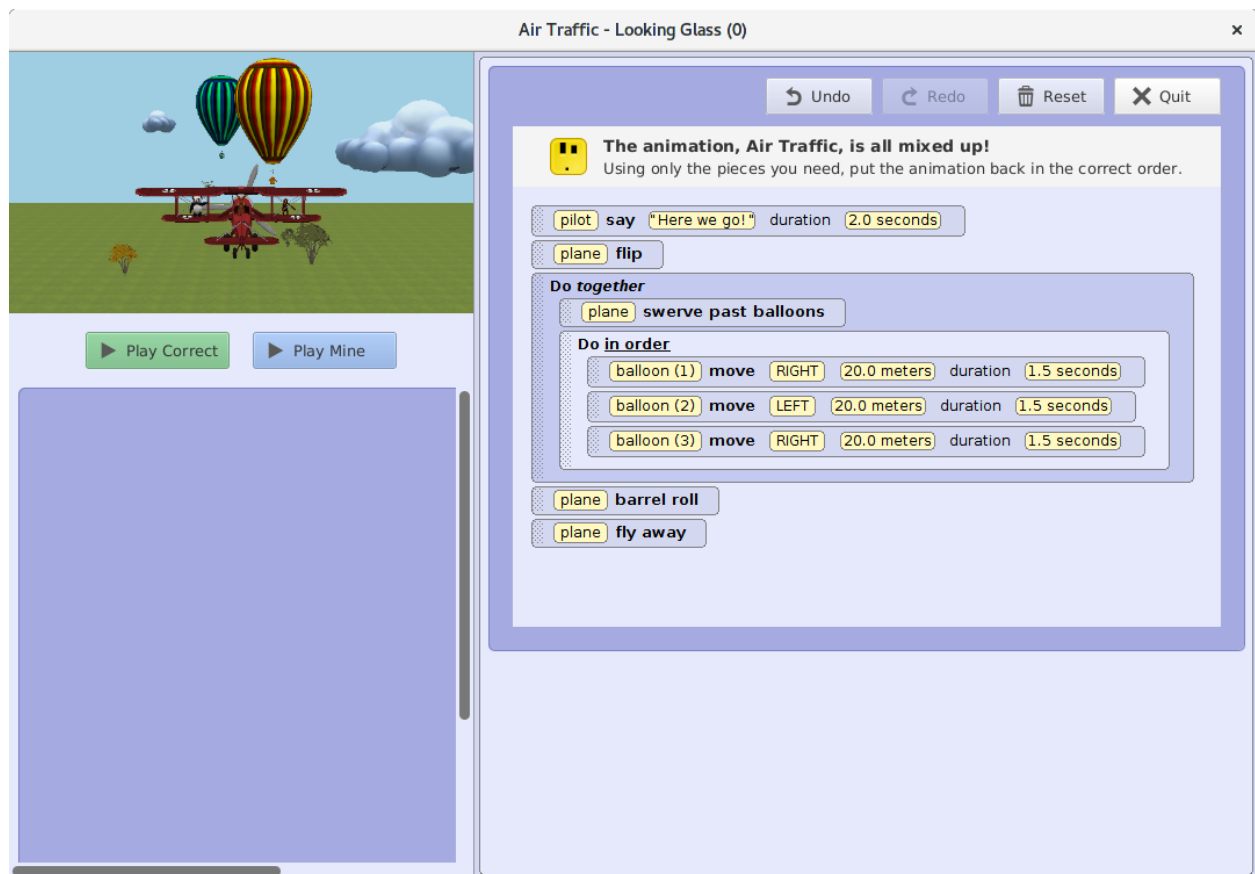 Air Traffic - Looking Glass (0)
Undo Redo Reset Quit
The animation, Air Traffic, is all mixed up!
Using only the pieces you need, put the animation back in the correct order.
pilot say "Here we go!" duration 2.0 seconds
plane flip
Do together
plane swerve past balloons
Do in order
balloon (1) move RIGHT 20.0 meters duration 1.5 seconds
balloon (2) move LEFT 20.0 meters duration 1.5 seconds
balloon (3) move RIGHT 20.0 meters duration 1.5 seconds
plane barrel roll
plane fly away
Play Correct Play Mine